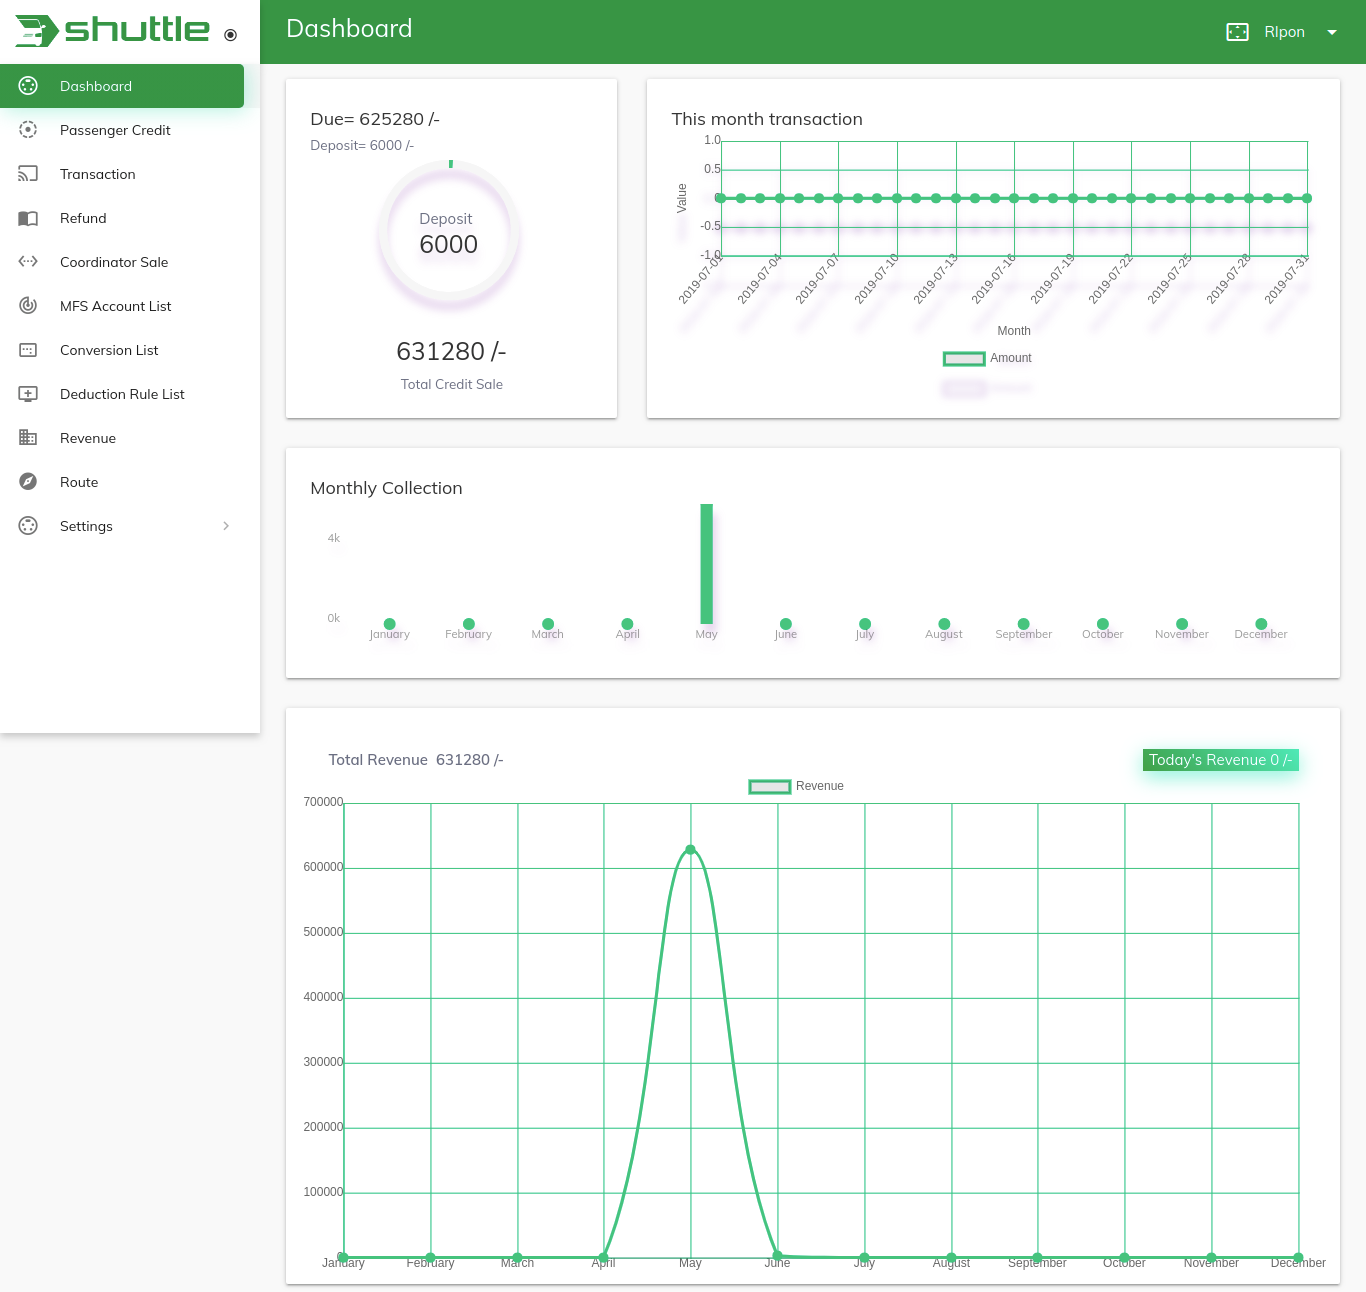 shuttle
Dashboard
RIpon
Dashboard
Passenger Credit
Transaction
Refund
Coordinator Sale
MFS Account List
Conversion List
Deduction Rule List
Revenue
Route
Settings
Due= 625280 /-
Deposit= 6000 /-
Deposit
6000
631280 /-
Total Credit Sale
This month transaction
1.0
0.5
0
-0.5
-1.0
Value
2019-07-01 2019-07-04 2019-07-07 2019-07-10 2019-07-13 2019-07-16 2019-07-19 2019-07-22 2019-07-25 2019-07-28 2019-07-31
Month
Amount
Monthly Collection
4k
0k
January February March April May June July August September October November December
Total Revenue 631280 /-
Today's Revenue 0 /-
Revenue
700000
600000
500000
400000
300000
200000
100000
0
January February March April May June July August September October November December